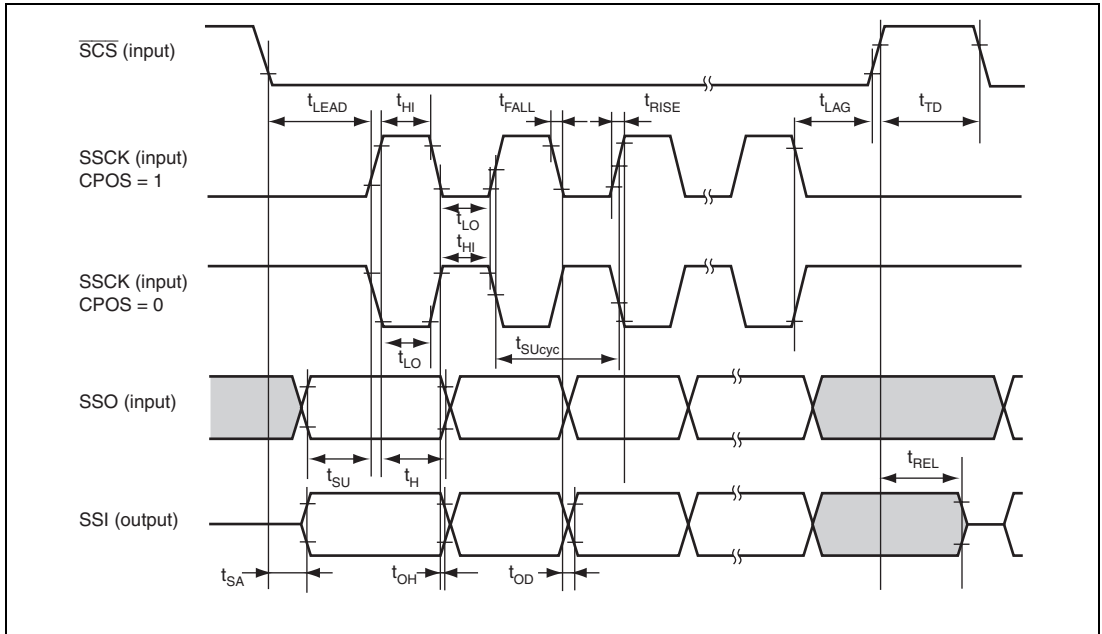 SCS (input)
tLEAD tHI tFALL tRISE tLAG tTD
SSCK (input)
CPOS = 1
tLO
tHI
SSCK (input)
CPOS = 0
tLO tSUcyc
SSO (input)
tSU tH tREL
SSI (output)
tSA tOH tOD